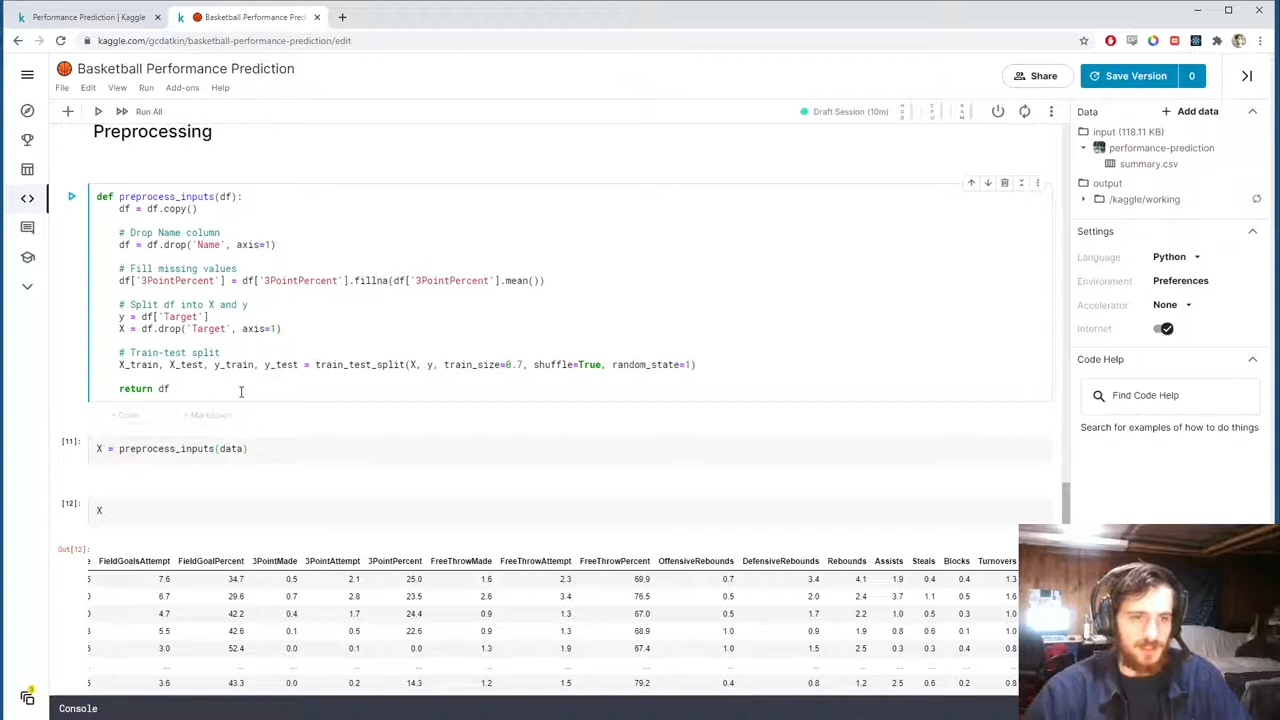 Performance Prediction | Kaggle
Basketball Performance Pred
kaggle.com/gcdatkin/basketball-performance-prediction/edit
Basketball Performance Prediction
File Edit View Run Add-ons Help
Share
Save Version 0
Run All
Draft Session (10m)
Preprocessing
def preprocess_inputs(df):
df = df.copy()
# Drop Name column
df = df.drop('Name', axis=1)
# Fill missing values
df['3PointPercent'] = df['3PointPercent'].fillna(df['3PointPercent'].mean())
# Split df into X and y
y = df['Target']
X = df.drop('Target', axis=1)
# Train-test split
X_train, X_test, y_train, y_test = train_test_split(X, y, train_size=0.7, shuffle=True, random_state=1)
return df
+ Code + Markdown
[11]:
X = preprocess_inputs(data)
[12]:
X
Out[12]:
FieldGoalsAttempt FieldGoalPercent 3PointMade 3PointAttempt 3PointPercent FreeThrowMade FreeThrowAttempt FreeThrowPercent OffensiveRebounds DefensiveRebounds Rebounds Assists Steals Blocks Turnovers
7.6 34.7 0.5 2.1 25.0 1.6 2.3 69.9 0.7 3.4 4.1 1.9 0.4 0.4 1.3
6.7 29.6 0.7 2.8 23.5 2.6 3.4 76.5 0.5 2.0 2.4 3.7 1.1 0.5 1.6
4.7 42.2 0.4 1.7 24.4 0.9 1.3 67.0 0.5 1.7 2.2 1.0 0.5 0.3 1.0
5.5 42.6 0.1 0.5 22.6 0.9 1.3 68.9 1.0 0.9 1.9 0.8 0.6 0.1 1.0
3.0 52.4 0.0 0.1 0.0 1.3 1.9 67.4 1.0 1.5 2.5 0.3 0.3 0.4 0.8
... ... ... ... ... ... ... ... ... ... ... ... ... ... ...
3.6 43.3 0.0 0.2 14.3 1.2 1.5 79.2 0.4 0.8 1.2 2.5 0.6 0.2 0.8
Console
Data
+ Add data
input (118.11 KB)
performance-prediction
summary.csv
output
/kaggle/working
Settings
Language Python
Environment Preferences
Accelerator None
Internet
Code Help
Find Code Help
Search for examples of how to do things